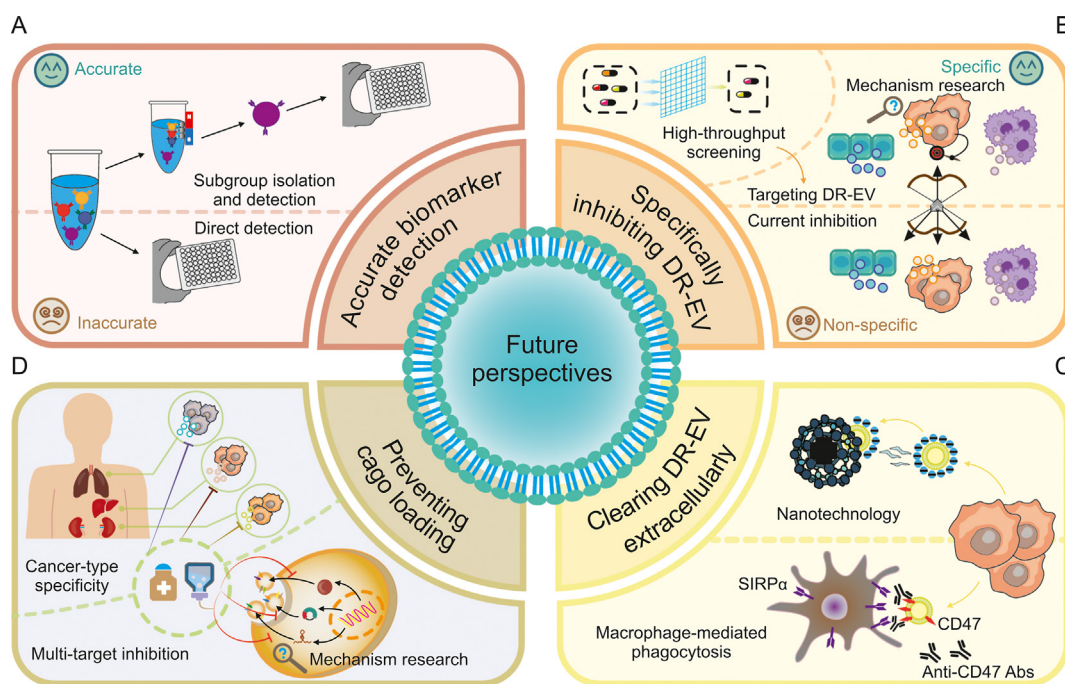 A
Accurate
Subgroup isolation
and detection
Direct detection
Inaccurate
Accurate biomarker
detection
B
Specific
?
Mechanism research
High-throughput
screening
Targeting DR-EV
Current inhibition
Non-specific
Specifically
inhibiting DR-EV
Future
perspectives
C
Nanotechnology
SIRPα
CD47
Macrophage-mediated
phagocytosis
Anti-CD47 Abs
Clearing DR-EV
extracellularly
D
Cancer-type
specificity
Multi-target inhibition
?
Mechanism research
Preventing
cago loading